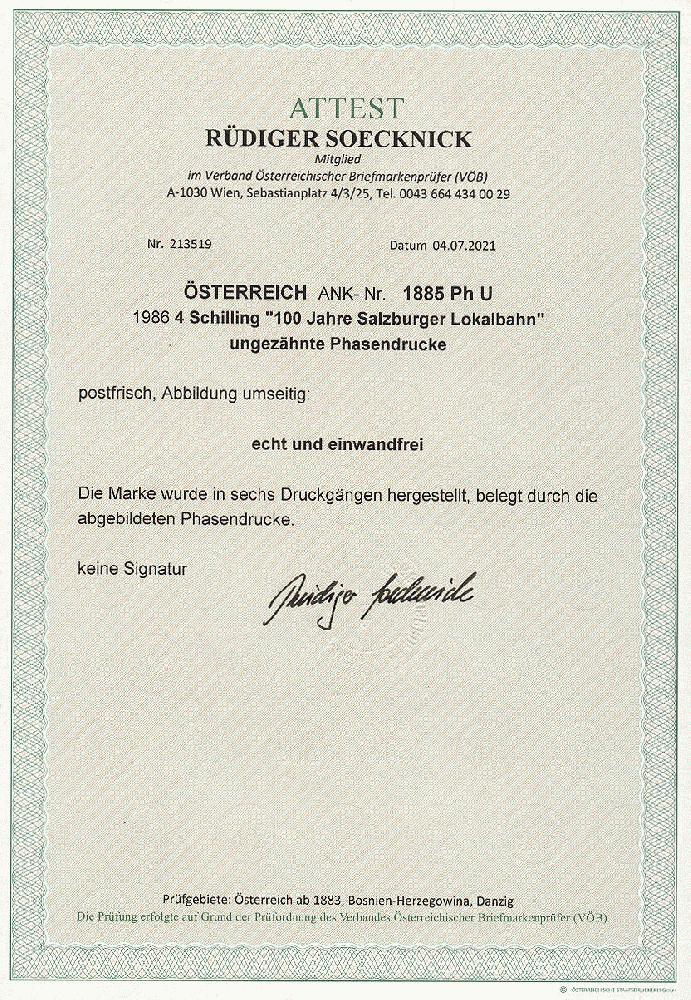 ATTEST
RÜDIGER SOECKNICK
Mitglied
im Verband Österreichischer Briefmarkenprüfer (VÖB)
A-1030 Wien, Sebastianplatz 4/3/25, Tel. 0043 664 434 00 29
Nr. 213519 Datum 04.07.2021
ÖSTERREICH ANK-Nr. 1885 Ph U
1986 4 Schilling "100 Jahre Salzburger Lokalbahn"
ungezähnte Phasendrucke
postfrisch, Abbildung umseitig:
echt und einwandfrei
Die Marke wurde in sechs Druckgängen hergestellt, belegt durch die
abgebildeten Phasendrucke.
keine Signatur
Prüfgebiete: Österreich ab 1883, Bosnien-Herzegowina, Danzig
Die Prüfung erfolgte auf Grund der Prüfordnung des Verbandes Österreichischer Briefmarkenprüfer (VÖB)